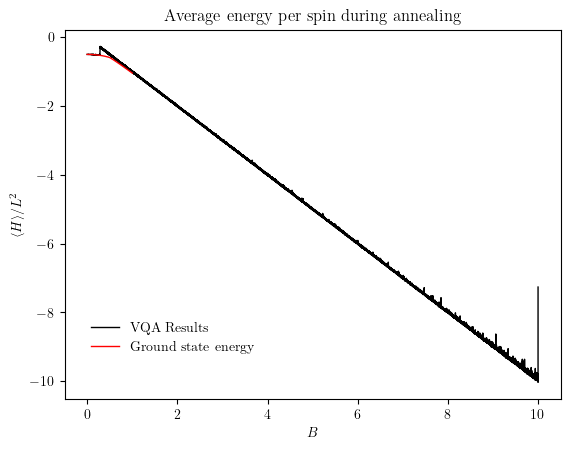 Average energy per spin during annealing
0
−2
−4
−6
−8
−10
⟨H⟩/L²
VQA Results
Ground state energy
0
2
4
6
8
10
B